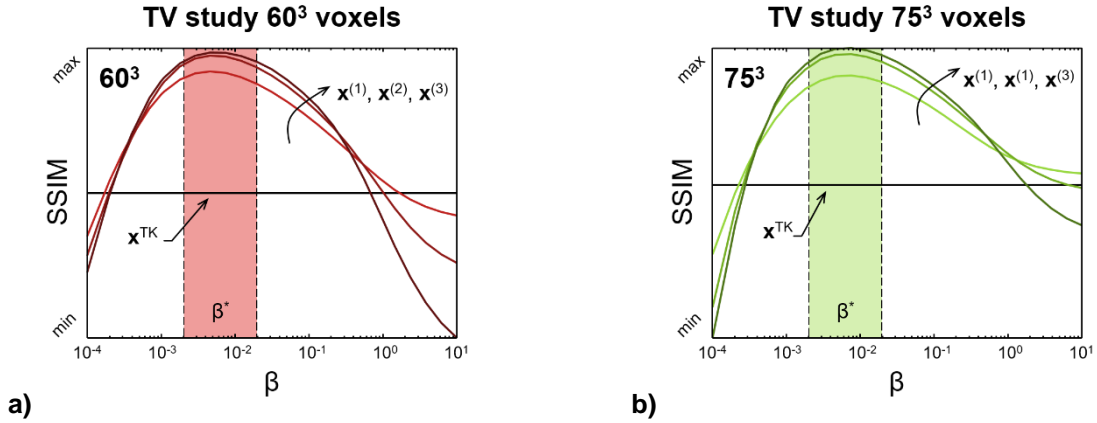 TV study 60³ voxels
max
60³
x⁽¹⁾, x⁽²⁾, x⁽³⁾
SSIM
xᵀᴷ
β*
min
10⁻⁴ 10⁻³ 10⁻² 10⁻¹ 10⁰ 10¹
β
a)
TV study 75³ voxels
max
75³
x⁽¹⁾, x⁽¹⁾, x⁽³⁾
SSIM
xᵀᴷ
β*
min
10⁻⁴ 10⁻³ 10⁻² 10⁻¹ 10⁰ 10¹
β
b)